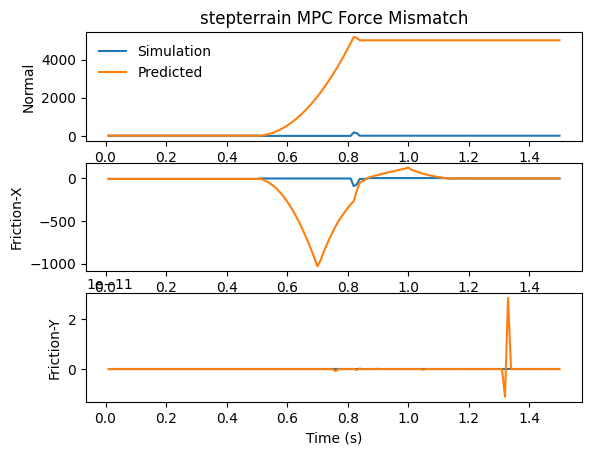 stepterrain MPC Force Mismatch
Simulation
Predicted
Normal
4000
2000
0
0.0 0.2 0.4 0.6 0.8 1.0 1.2 1.4
Friction-X
0
−500
−1000
0.0 0.2 0.4 0.6 0.8 1.0 1.2 1.4
1e−11
Friction-Y
2
0
0.0 0.2 0.4 0.6 0.8 1.0 1.2 1.4
Time (s)